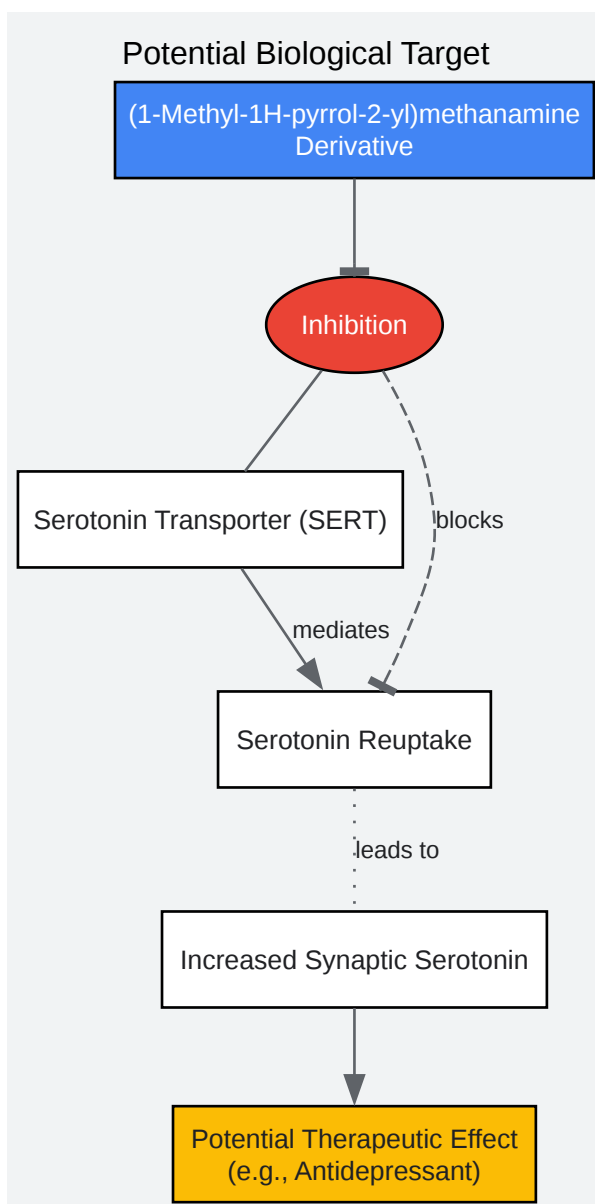 Potential Biological Target
(1-Methyl-1H-pyrrol-2-yl)methanamine
Derivative
Inhibition
Serotonin Transporter (SERT)
blocks
mediates
Serotonin Reuptake
leads to
Increased Synaptic Serotonin
Potential Therapeutic Effect
(e.g., Antidepressant)